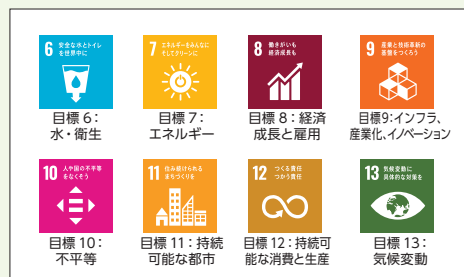 6 安全な水とトイレ
を世界中に
7 エネルギーをみんなに
そしてクリーンに
8 働きがいも
経済成長も
9 産業と技術革新の
基盤をつくろう
目標 6:
水・衛生
目標 7:
エネルギー
目標 8:経済
成長と雇用
目標9:インフラ、
産業化、イノベーション
10 人や国の不平等
をなくそう
11 住み続けられる
まちづくりを
12 つくる責任
つかう責任
13 気候変動に
具体的な対策を
目標 10:
不平等
目標 11:持続
可能な都市
目標 12:持続可
能な消費と生産
目標 13:
気候変動